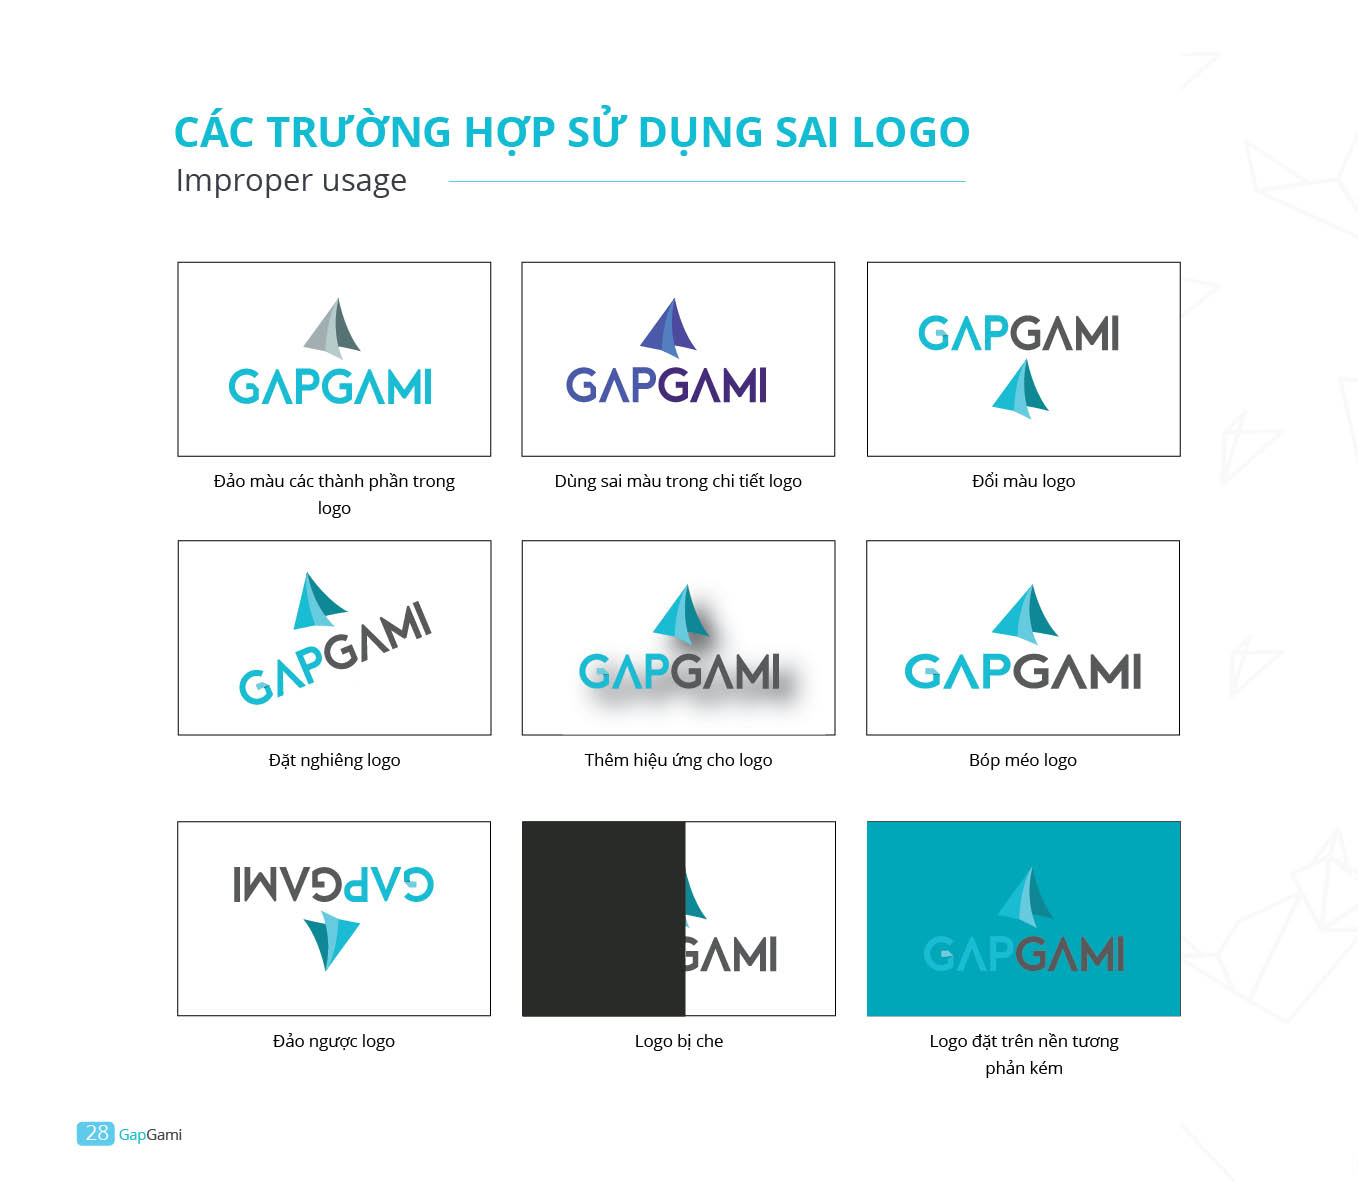 CÁC TRƯỜNG HỢP SỬ DỤNG SAI LOGO
Improper usage
GAPGAMI
GAPGAMI
GAPGAMI
Đảo màu các thành phần trong
logo
Dùng sai màu trong chi tiết logo
Đổi màu logo
GAPGAMI
GAPGAMI
GAPGAMI
Đặt nghiêng logo
Thêm hiệu ứng cho logo
Bóp méo logo
GAPGAMI
GAMI
GAPGAMI
Đảo ngược logo
Logo bị che
Logo đặt trên nền tương
phản kém
28 GapGami